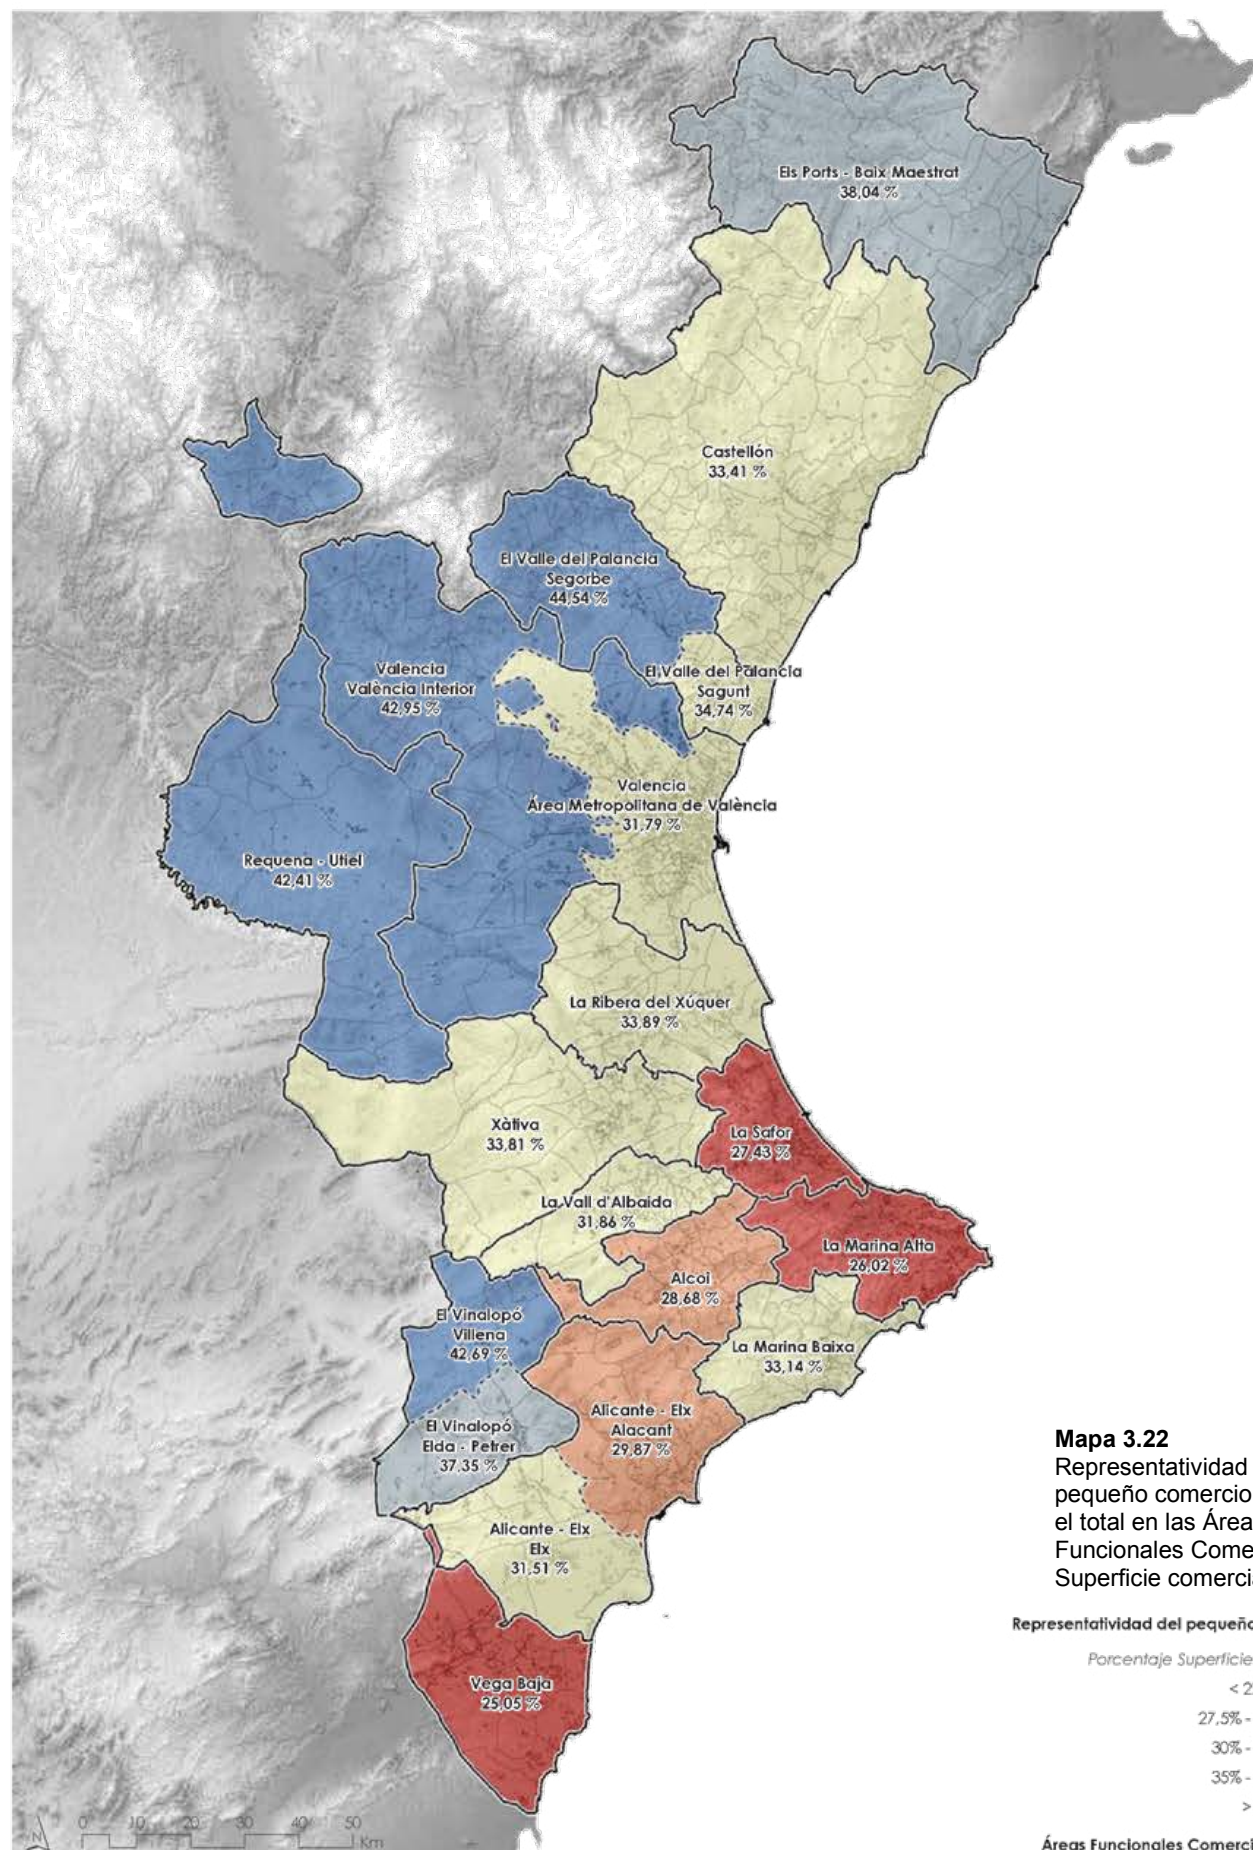 Els Ports - Baix Maestrat
38,04 %
Castellón
33,41 %
El Valle del Palancia
Segorbe
44,54 %
El Valle del Palancia
Sagunt
34,74 %
Valencia
València Interior
42,95 %
Valencia
Área Metropolitana de València
31,79 %
Requena - Utiel
42,41 %
La Ribera del Xúquer
33,89 %
Xàtiva
33,81 %
La Safor
27,43 %
La Vall d'Albaida
31,86 %
La Marina Alta
26,02 %
Alcoi
28,68 %
El Vinalopó
Villena
42,69 %
La Marina Baixa
33,14 %
Alicante - Elx
Alacant
29,87 %
El Vinalopó
Elda - Petrer
37,35 %
Alicante - Elx
Elx
31,51 %
Vega Baja
25,05 %
Mapa 3.22
Representatividad
pequeño comercio
el total en las Área
Funcionales Come
Superficie comercia
Representatividad del pequeño
Porcentaje Superficie
< 2
27,5% -
30% -
35% -
>
Áreas Funcionales Comerci
N 0 10 20 30 40 50
Km